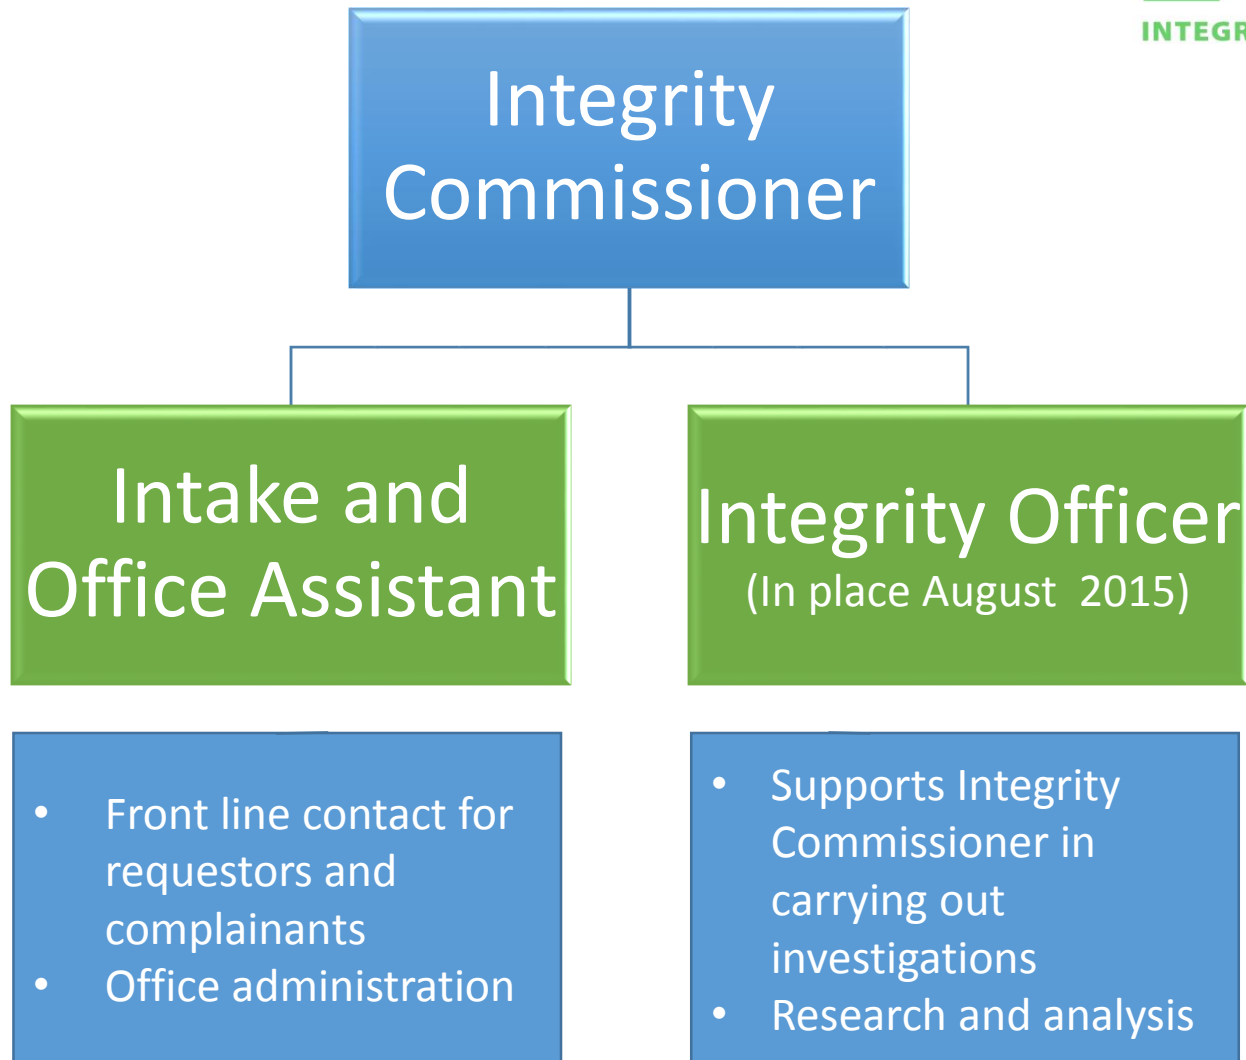 INTEGR
Integrity
Commissioner
Intake and
Office Assistant
Integrity Officer
(In place August 2015)
• Front line contact for
requestors and
complainants
• Office administration
• Supports Integrity
Commissioner in
carrying out
investigations
• Research and analysis